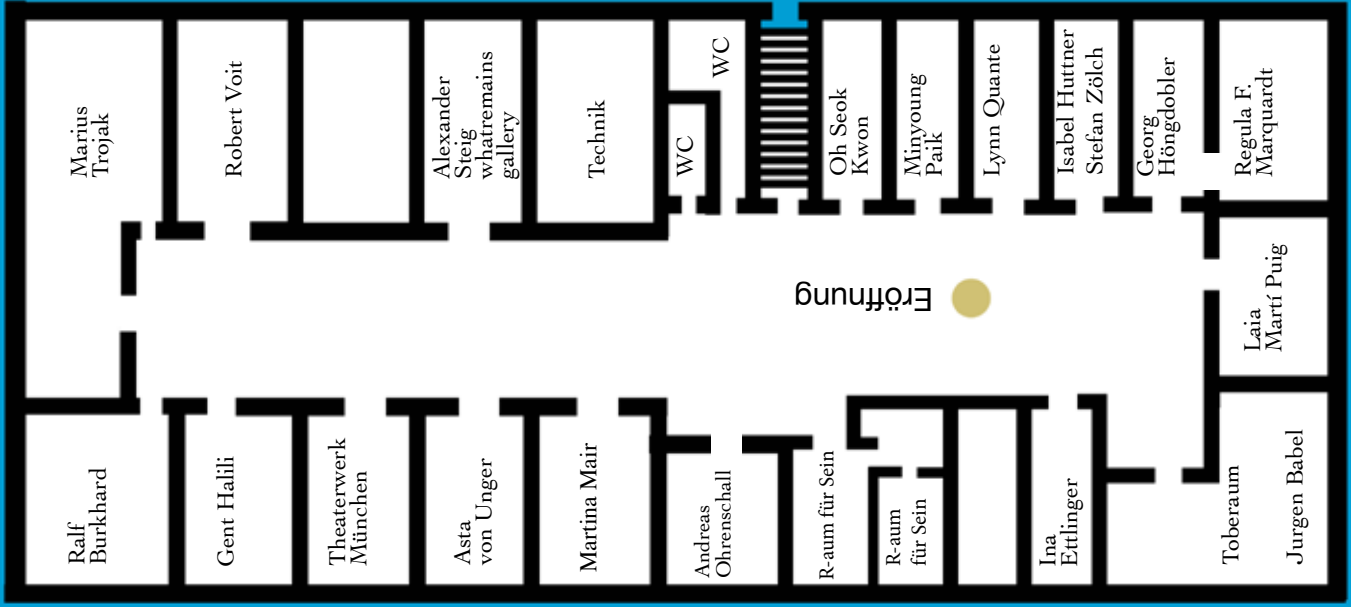 Marius
Trojak
Robert Voit
Alexander
Steig
whatremains
gallery
Technik
WC
WC
Oh Seok
Kwon
Minyoung
Paik
Lynn Quante
Isabel Huttner
Stefan Zölch
Georg
Höngdobler
Regula F.
Marquardt
Eröffnung
Laia
Martí Puig
Ralf
Burkhard
Gent Halili
Theaterwerk
München
Asta
von Unger
Martina Mair
Andreas
Ohrenschall
R-aum für Sein
R-aum
für Sein
Ina
Ettlinger
Toberaum
Jurgen Babel